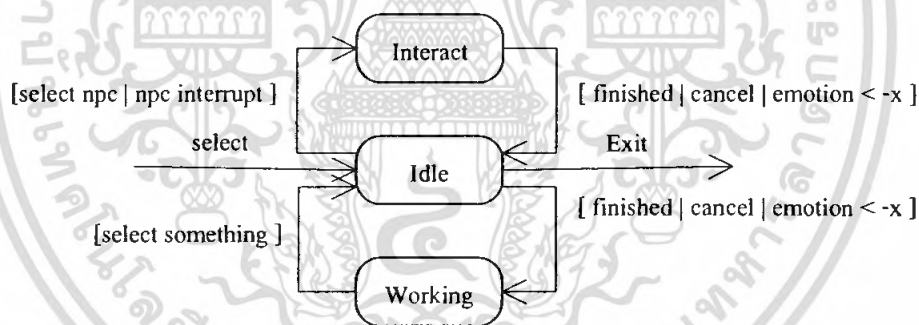 Interact
[select npc | npc interrupt ]
[ finished | cancel | emotion < -x ]
select
Exit
Idle
[ finished | cancel | emotion < -x ]
[select something ]
Working